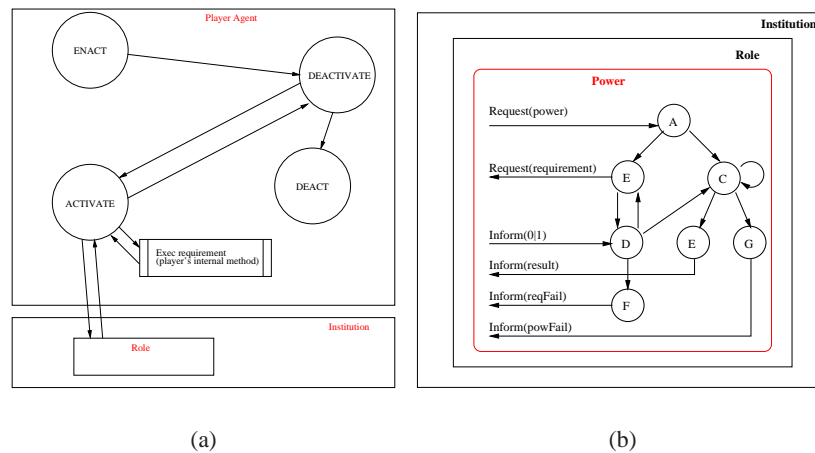 Player Agent
ENACT
DEACTIVATE
DEACT
ACTIVATE
Exec requirement
(player's internal method)
Institution
Role
(a)
Institution
Role
Power
Request(power)
A
Request(requirement)
E
C
Inform(0|1)
D
E
G
Inform(result)
Inform(reqFail)
F
Inform(powFail)
(b)